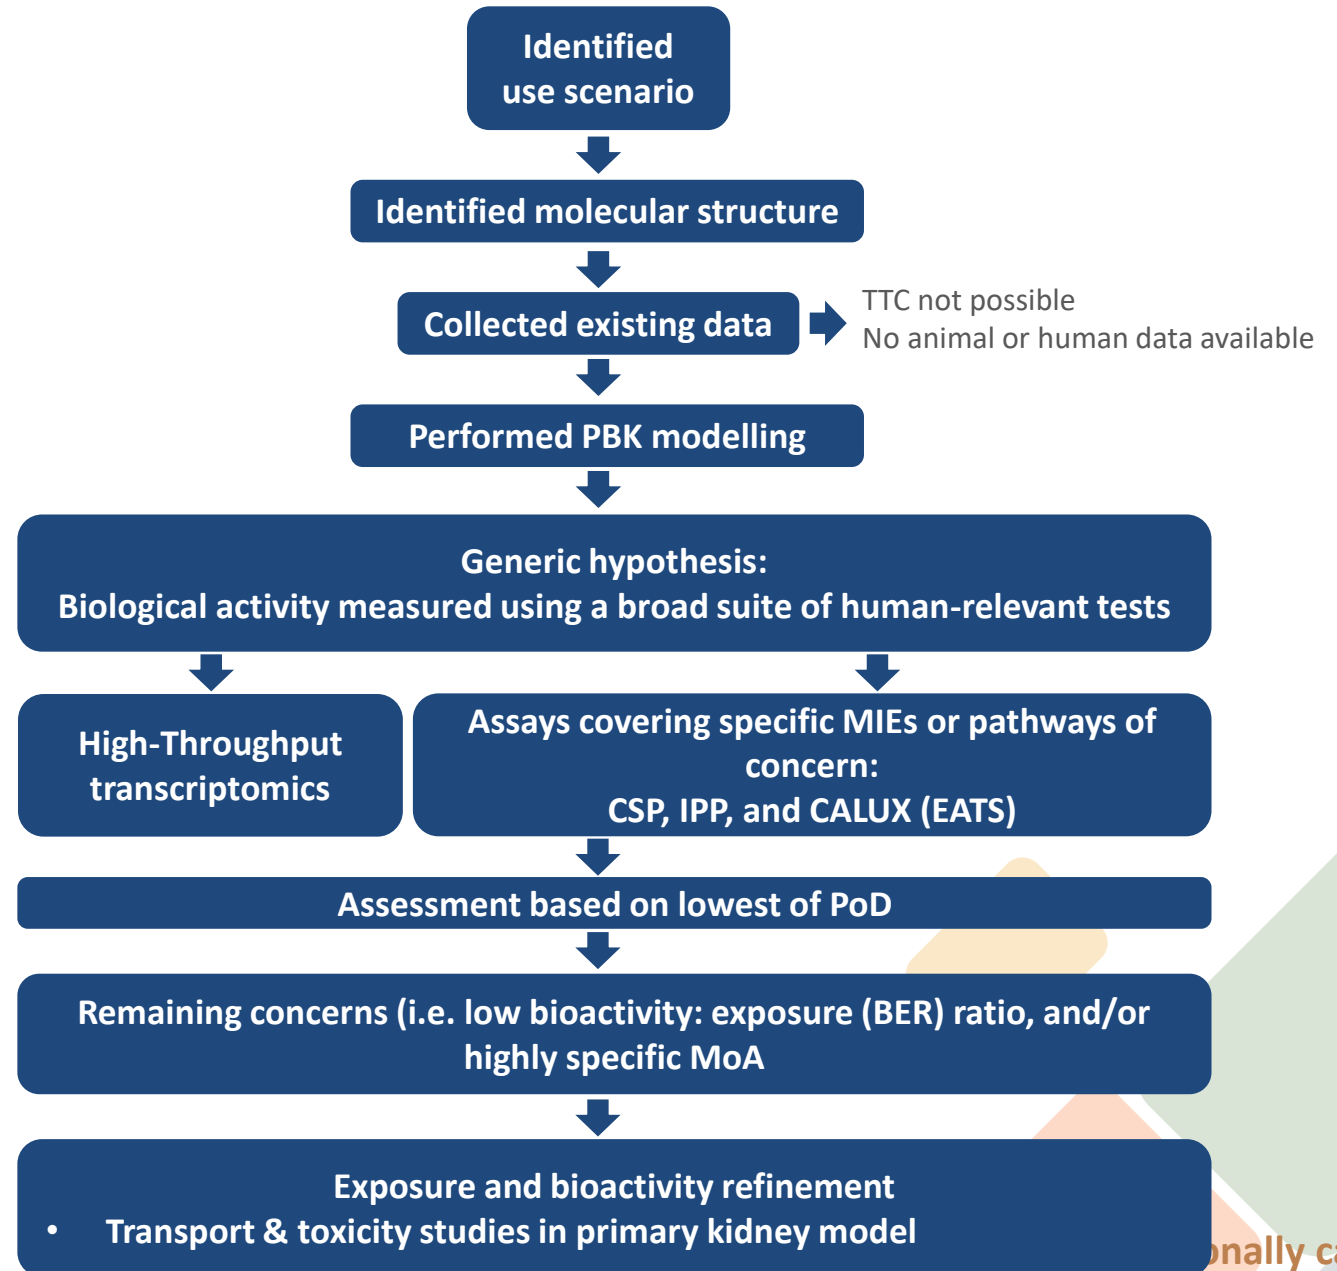 Identified
use scenario
Identified molecular structure
Collected existing data
TTC not possible
No animal or human data available
Performed PBK modelling
Generic hypothesis:
Biological activity measured using a broad suite of human-relevant tests
High-Throughput
transcriptomics
Assays covering specific MIEs or pathways of
concern:
CSP, IPP, and CALUX (EATS)
Assessment based on lowest of PoD
Remaining concerns (i.e. low bioactivity: exposure (BER) ratio, and/or
highly specific MoA
Exposure and bioactivity refinement
• Transport & toxicity studies in primary kidney model